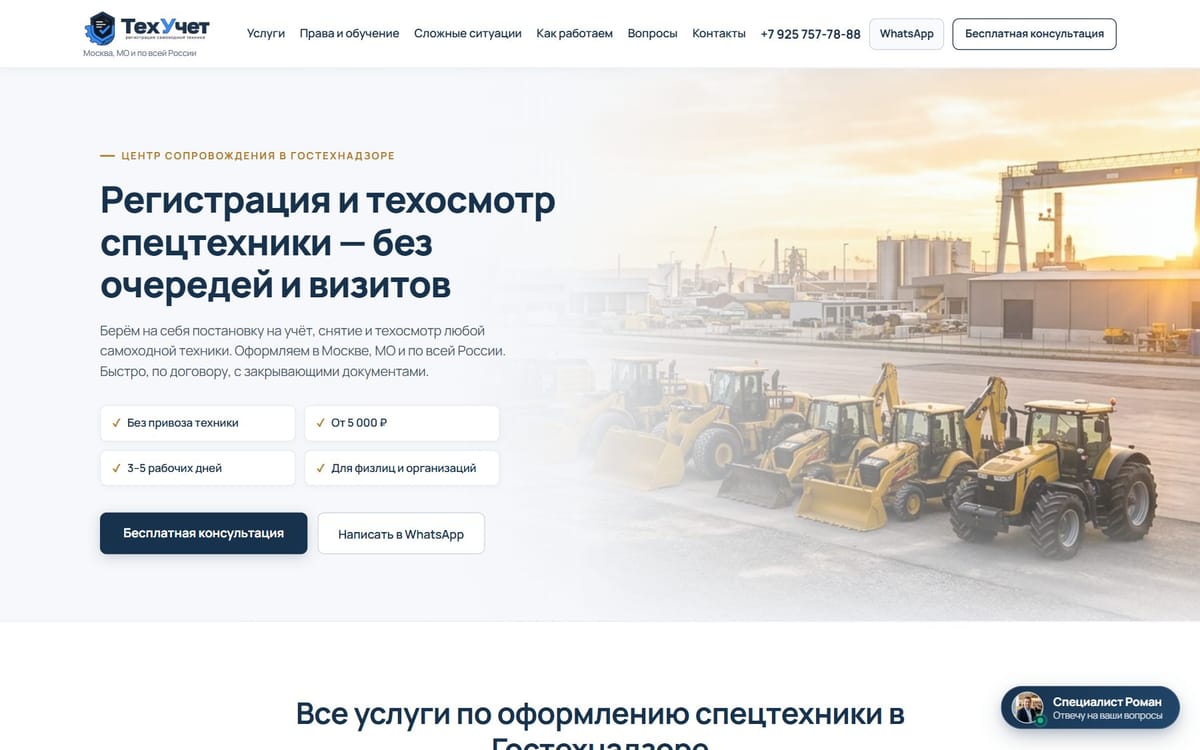 ТехУчет
регистрация самоходной техники
Москва, МО и по всей России
Услуги
Права и обучение
Сложные ситуации
Как работаем
Вопросы
Контакты
+7 925 757-78-88
WhatsApp
Бесплатная консультация
— ЦЕНТР СОПРОВОЖДЕНИЯ В ГОСТЕХНАДЗОРЕ
Регистрация и техосмотр
спецтехники — без
очередей и визитов
Берём на себя постановку на учёт, снятие и техосмотр любой
самоходной техники. Оформляем в Москве, МО и по всей России.
Быстро, по договору, с закрывающими документами.
✓ Без привоза техники
✓ От 5 000 ₽
✓ 3–5 рабочих дней
✓ Для физлиц и организаций
Бесплатная консультация
Написать в WhatsApp
Все услуги по оформлению спецтехники в
Гостехнадзоре
Специалист Роман
Отвечу на ваши вопросы